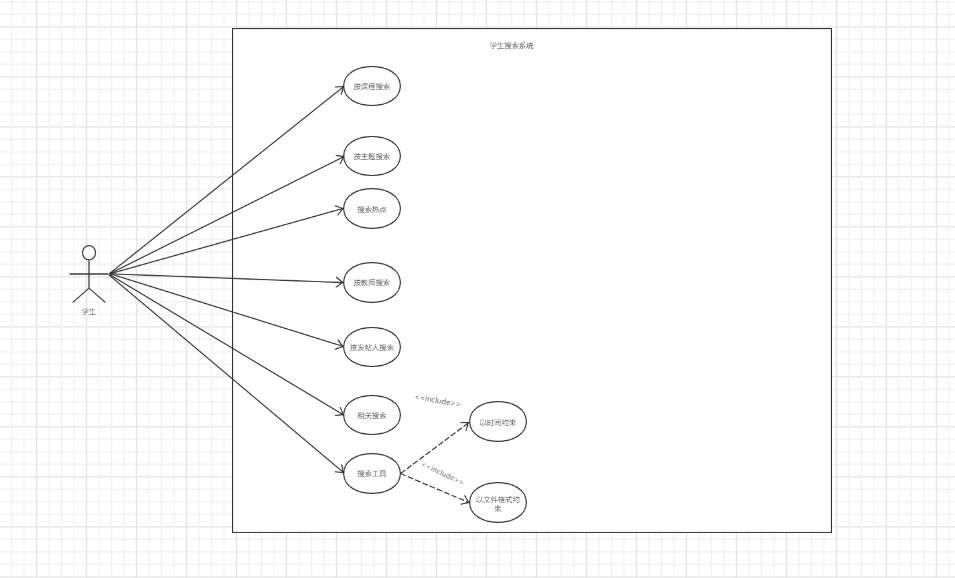 学生搜索系统
按课程搜索
按主题搜索
搜索热点
按教师搜索
学生
按发帖人搜索
<<include>>
相关搜索
以时间约束
搜索工具
<<include>>
以文件格式约
束